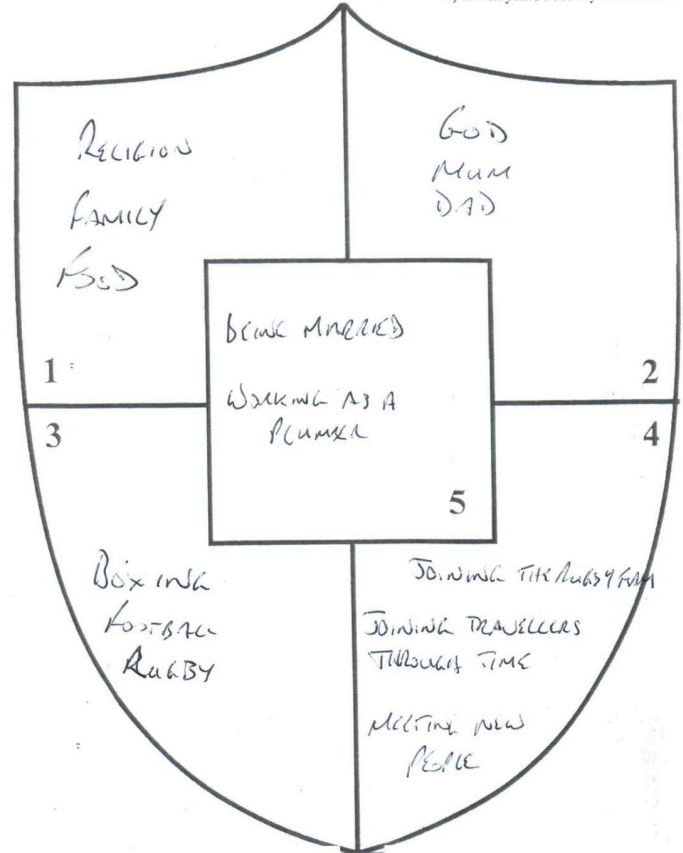 RELIGION
FAMILY
FOOD
1
GOD
MUM
DAD
2
BEING MARRIED
WORKING AS A
PLUMBER
5
3
BOXING
FOOTBALL
RUGBY
4
JOINING THE RUGBY
JOINING TRAVELLERS
THROUGH TIME
MEETING NEW
PEOPLE